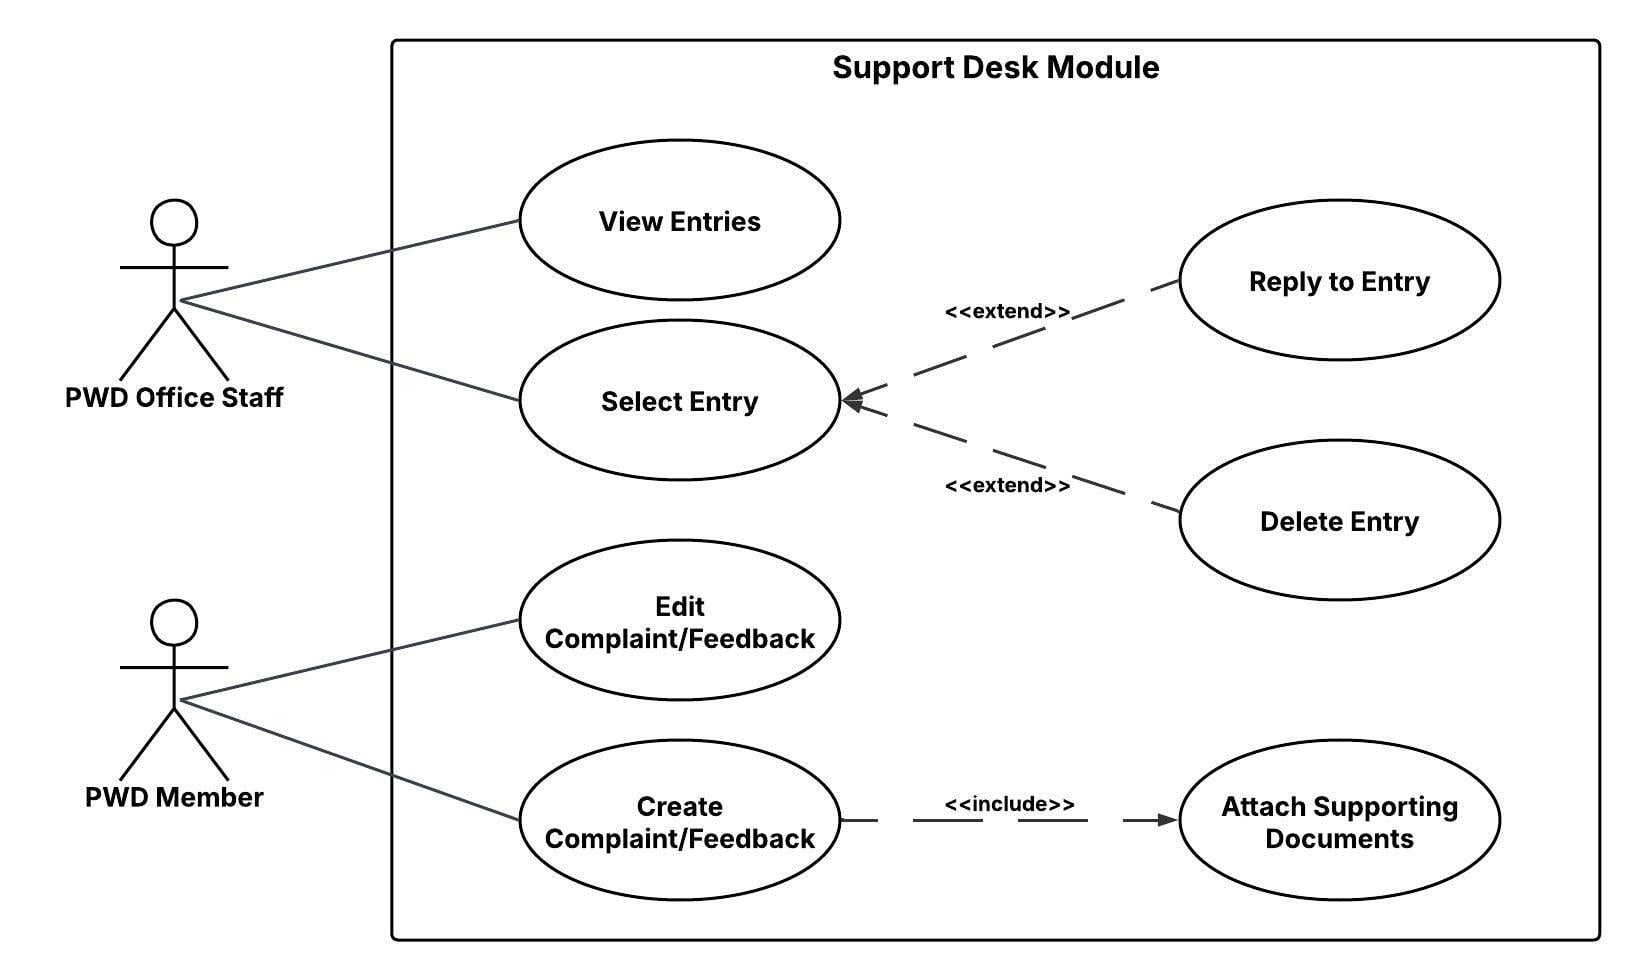 Support Desk Module
View Entries
Reply to Entry
<<extend>>
Select Entry
PWD Office Staff
<<extend>>
Delete Entry
Edit
Complaint/Feedback
PWD Member
Create
Complaint/Feedback
<<include>>
Attach Supporting
Documents